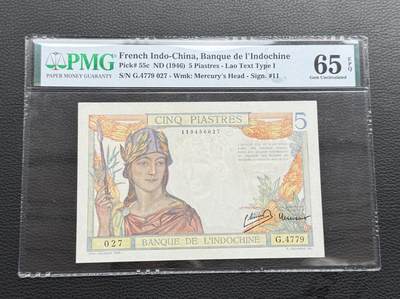 PMG
PAPER MONEY GUARANTY
French Indo-China, Banque de l'Indochine
Pick# 55c ND (1946) 5 Piastres - Lao Text Type I
S/N G.4779 027 - Wmk: Mercury's Head - Sign. #11
65 EPQ
Gem Uncirculated
CINQ PIASTRES
5
119456027
027
BANQUE DE L'INDOCHINE
G.4779